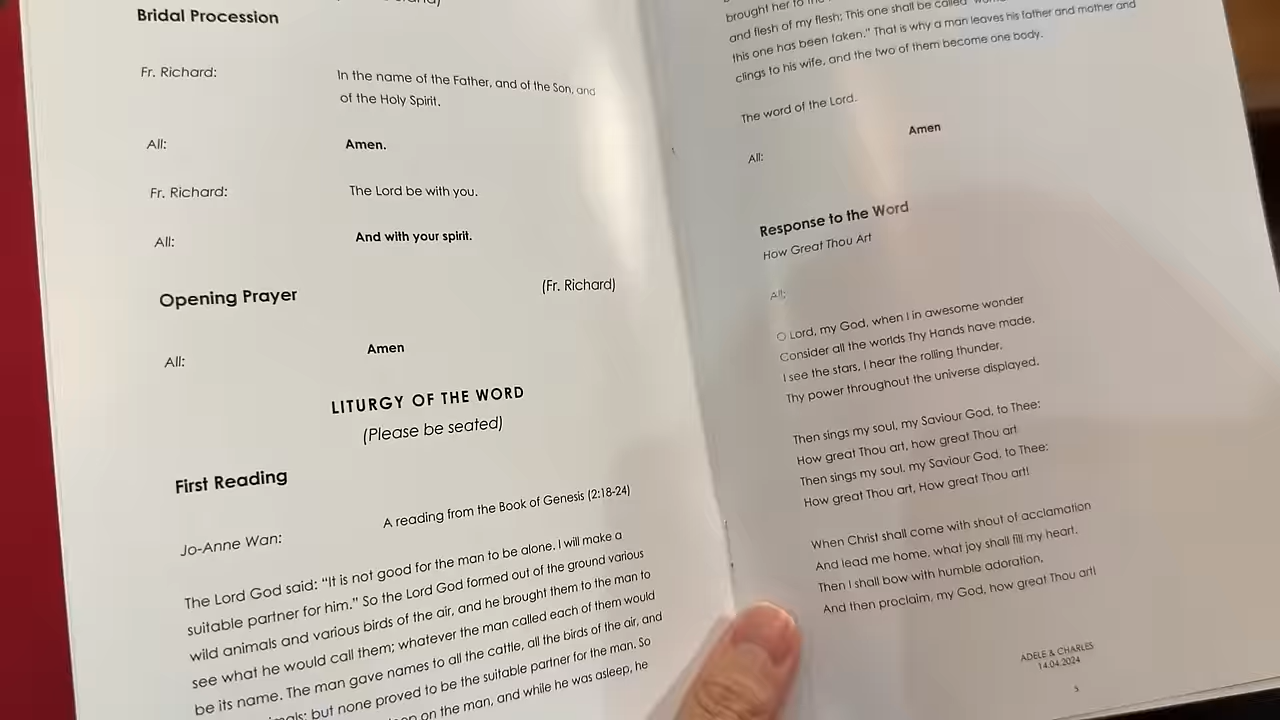 Bridal Procession
Fr. Richard: In the name of the Father, and of the Son, and
of the Holy Spirit.
All: Amen.
Fr. Richard: The Lord be with you.
All: And with your spirit.
Opening Prayer (Fr. Richard)
All: Amen
LITURGY OF THE WORD
(Please be seated)
First Reading
Jo-Anne Wan: A reading from the Book of Genesis (2:18-24)
The Lord God said: "It is not good for the man to be alone. I will make a
suitable partner for him." So the Lord God formed out of the ground various
wild animals and various birds of the air, and he brought them to the man to
see what he would call them; whatever the man called each of them would
be its name. The man gave names to all the cattle, all the birds of the air, and
but none proved to be the suitable partner for the man. So
on the man, and while he was asleep, he
brought her to the
and flesh of my flesh; This one shall be called
this one has been taken." That is why a man leaves his father and mother and
clings to his wife, and the two of them become one body.
The word of the Lord.
All: Amen
Response to the Word
How Great Thou Art
All:
O Lord, my God, when I in awesome wonder
Consider all the worlds Thy Hands have made.
I see the stars, I hear the rolling thunder,
Thy power throughout the universe displayed.
Then sings my soul, my Saviour God, to Thee:
How great Thou art, how great Thou art
Then sings my soul, my Saviour God, to Thee:
How great Thou art, How great Thou art!
When Christ shall come with shout of acclamation
And lead me home, what joy shall fill my heart.
Then I shall bow with humble adoration,
And then proclaim, my God, how great Thou art!
ADELE & CHARLES
14.04.2024
5